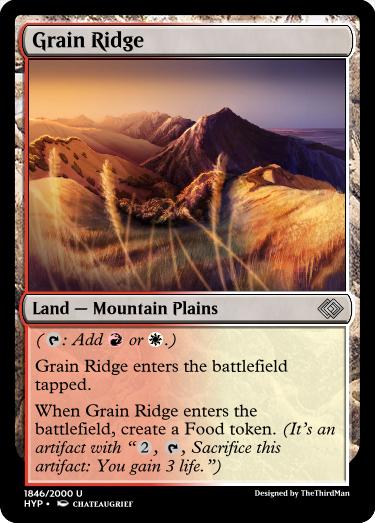 Grain Ridge
Land — Mountain Plains
( : Add or .)
Grain Ridge enters the battlefield
tapped.
When Grain Ridge enters the
battlefield, create a Food token. (It's an
artifact with “2, , Sacrifice this
artifact: You gain 3 life.”)
1846/2000 U
HYP • CHATEAUGRIEF
Designed by TheThirdMan